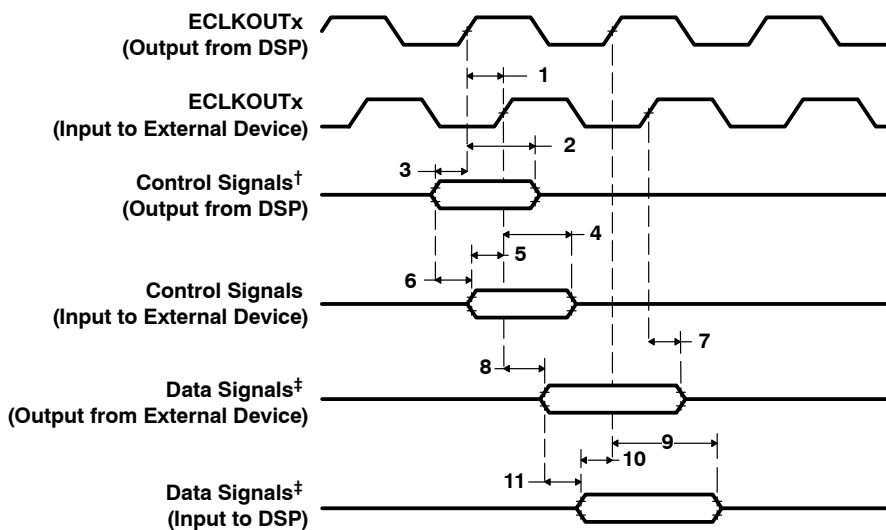 ECLKOUTx
(Output from DSP)
1
ECLKOUTx
(Input to External Device)
2
3
Control Signals†
(Output from DSP)
4
5
6
Control Signals
(Input to External Device)
7
8
Data Signals‡
(Output from External Device)
9
10
11
Data Signals‡
(Input to DSP)